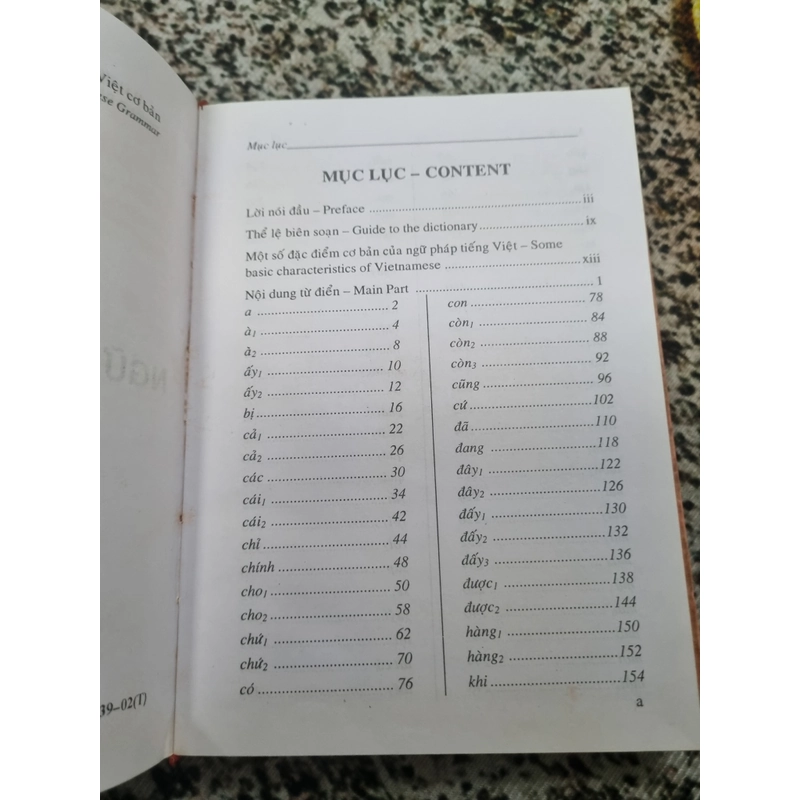 Việt cơ bản
ese Grammar
39–02(T)
Mục lục
MỤC LỤC – CONTENT
Lời nói đầu – Preface ........ iii
Thể lệ biên soạn – Guide to the dictionary ........ ix
Một số đặc điểm cơ bản của ngữ pháp tiếng Việt – Some
basic characteristics of Vietnamese ........ xiii
Nội dung từ điển – Main Part ........ 1
a ........ 2
à1 ........ 4
à2 ........ 8
ấy1 ........ 10
ấy2 ........ 12
bị ........ 16
cả1 ........ 22
cả2 ........ 26
các ........ 30
cái1 ........ 34
cái2 ........ 42
chỉ ........ 44
chính ........ 48
cho1 ........ 50
cho2 ........ 58
chứ1 ........ 62
chứ2 ........ 70
có ........ 76
con ........ 78
còn1 ........ 84
còn2 ........ 88
còn3 ........ 92
cũng ........ 96
cứ ........ 102
đã ........ 110
đang ........ 118
đây1 ........ 122
đây2 ........ 126
đấy1 ........ 130
đấy2 ........ 132
đấy3 ........ 136
được1 ........ 138
được2 ........ 144
hàng1 ........ 150
hàng2 ........ 152
khi ........ 154
a